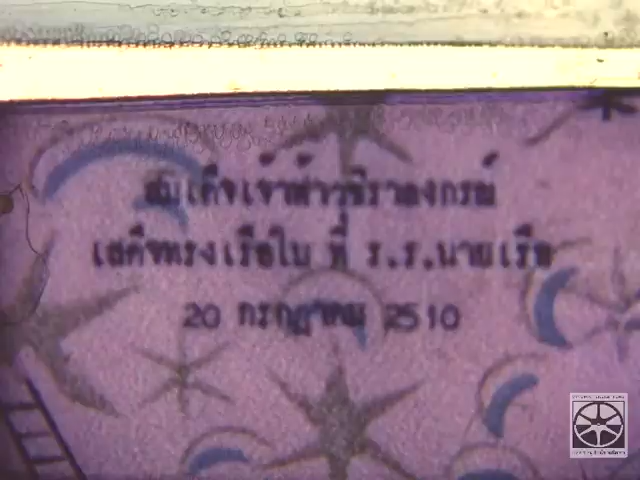 สมเด็จเจ้าฟ้าวชิราลงกรณ์
เสด็จทรงเรือใบ ที่ ร.ร.นายเรือ
20 กรกฎาคม 2510